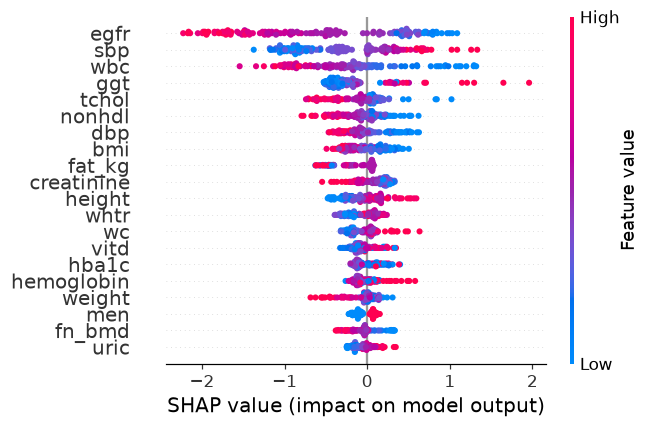 High
egfr
sbp
wbc
ggt
tchol
nonhdl
dbp
bmi
fat_kg
creatinine
height
whtr
wc
vitd
hba1c
hemoglobin
weight
men
fn_bmd
uric
Feature value
Low
−2
−1
0
1
2
SHAP value (impact on model output)